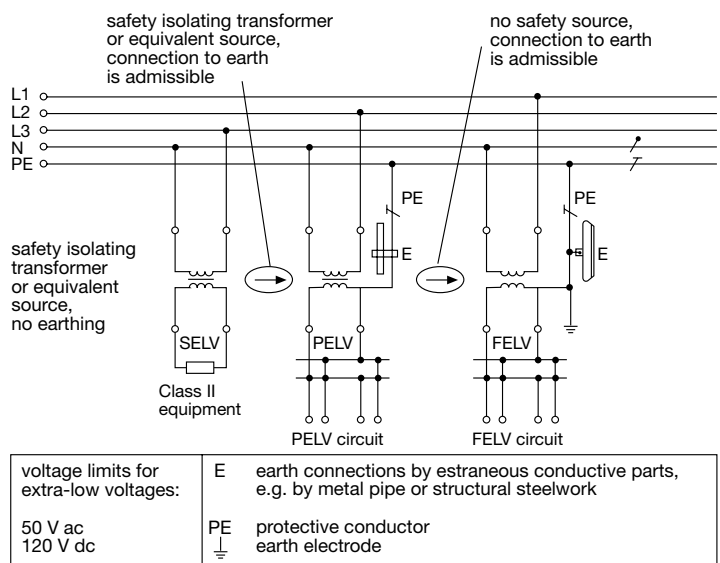 safety isolating transformer
or equivalent source,
connection to earth
is admissible
no safety source,
connection to earth
is admissible
L1
L2
L3
N
PE
PE
PE
safety isolating
transformer
or equivalent
source,
no earthing
E
E
SELV
PELV
FELV
Class II
equipment
PELV circuit
FELV circuit
voltage limits for
extra-low voltages:
50 V ac
120 V dc
E earth connections by estraneous conductive parts,
e.g. by metal pipe or structural steelwork
PE protective conductor
earth electrode